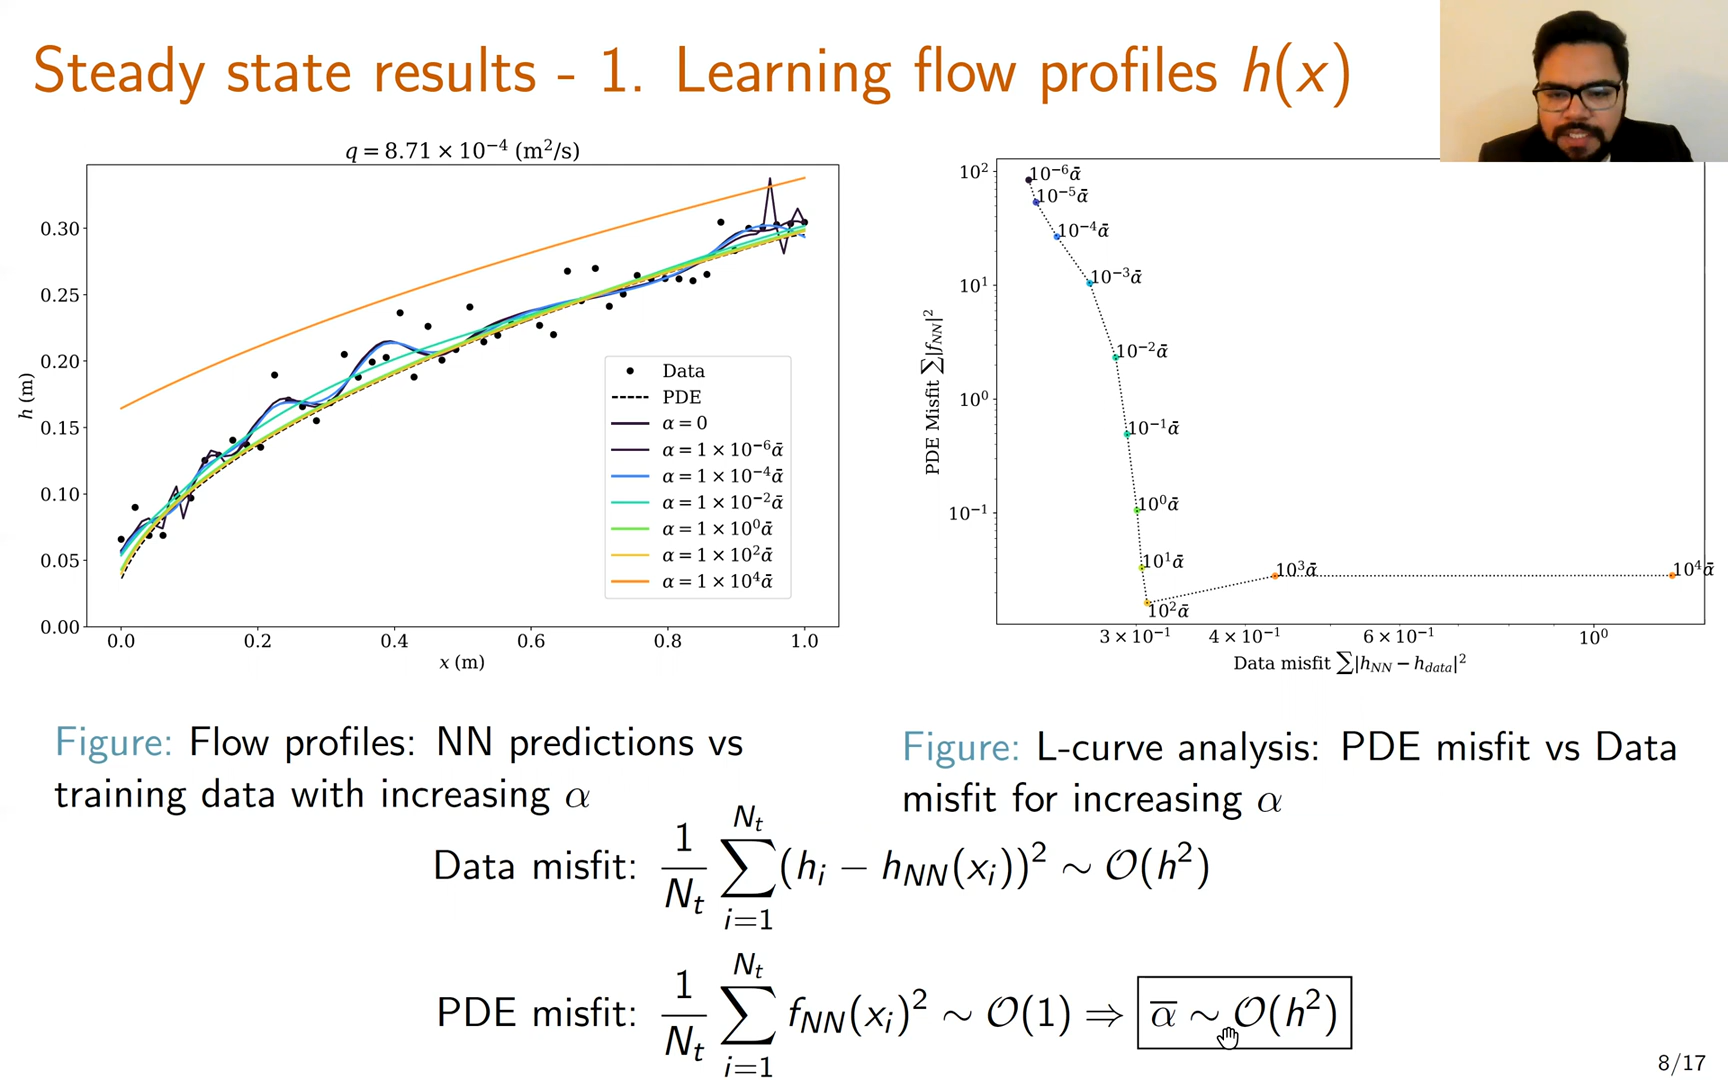 Steady state results - 1. Learning flow profiles h(x)
q = 8.71 × 10⁻⁴ (m²/s)
h (m)
0.30
0.25
0.20
0.15
0.10
0.05
0.00
0.0 0.2 0.4 0.6 0.8 1.0
x (m)
Data
PDE
α = 0
α = 1 × 10⁻⁶ᾱ
α = 1 × 10⁻⁴ᾱ
α = 1 × 10⁻²ᾱ
α = 1 × 10⁰ᾱ
α = 1 × 10²ᾱ
α = 1 × 10⁴ᾱ
PDE Misfit ∑|f_NN|²
10²
10¹
10⁰
10⁻¹
10⁻⁶ᾱ
10⁻⁵ᾱ
10⁻⁴ᾱ
10⁻³ᾱ
10⁻²ᾱ
10⁻¹ᾱ
10⁰ᾱ
10¹ᾱ
10²ᾱ
10³ᾱ
10⁴ᾱ
3 × 10⁻¹ 4 × 10⁻¹ 6 × 10⁻¹ 10⁰
Data misfit ∑|h_NN − h_data|²
Figure: Flow profiles: NN predictions vs
training data with increasing α
Figure: L-curve analysis: PDE misfit vs Data
misfit for increasing α
Data misfit: 1/N_t ∑_{i=1}^{N_t} (h_i − h_NN(x_i))² ∼ 𝒪(h²)
PDE misfit: 1/N_t ∑_{i=1}^{N_t} f_NN(x_i)² ∼ 𝒪(1) ⇒ ᾱ ∼ 𝒪(h²)
8/17